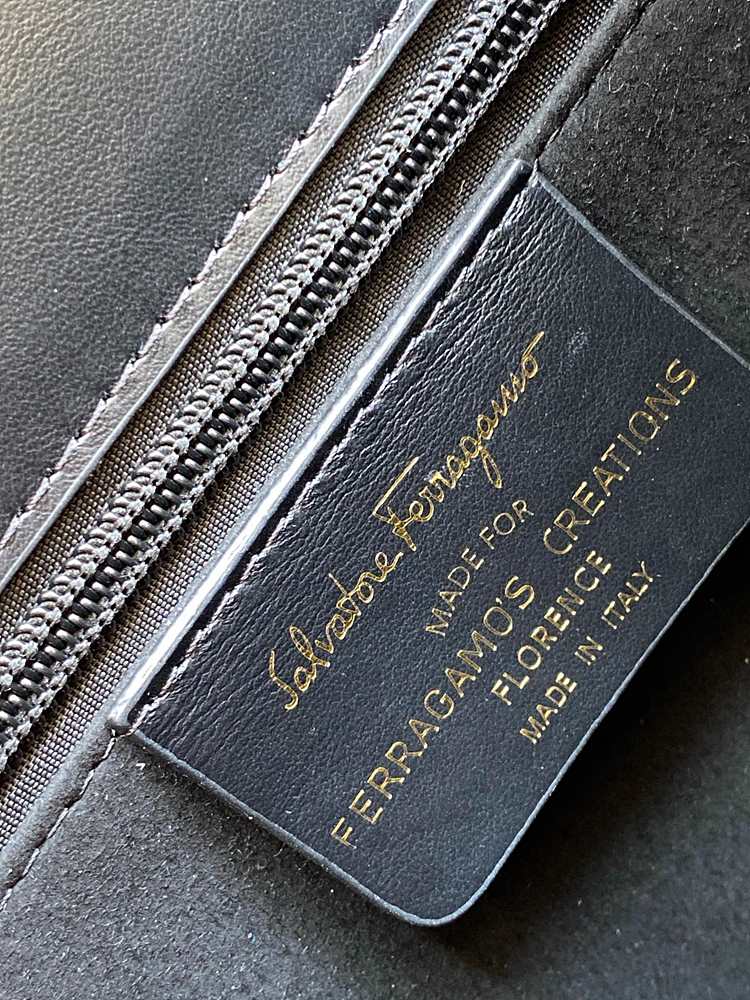 Salvatore Ferragamo
MADE FOR
FERRAGAMO'S CREATIONS
FLORENCE
MADE IN ITALY